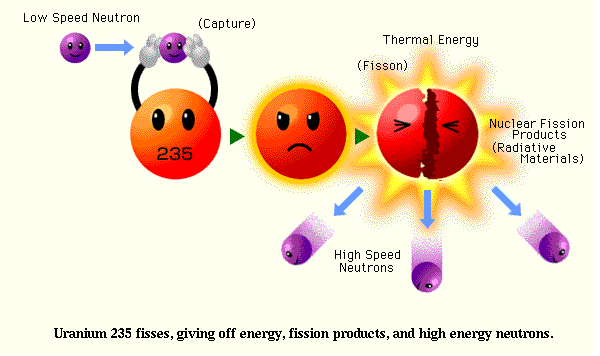 Low Speed Neutron
(Capture)
Thermal Energy
(Fisson)
235
Nuclear Fission
Products
(Radiative
Materials)
High Speed
Neutrons
Uranium 235 fisses, giving off energy, fission products, and high energy neutrons.